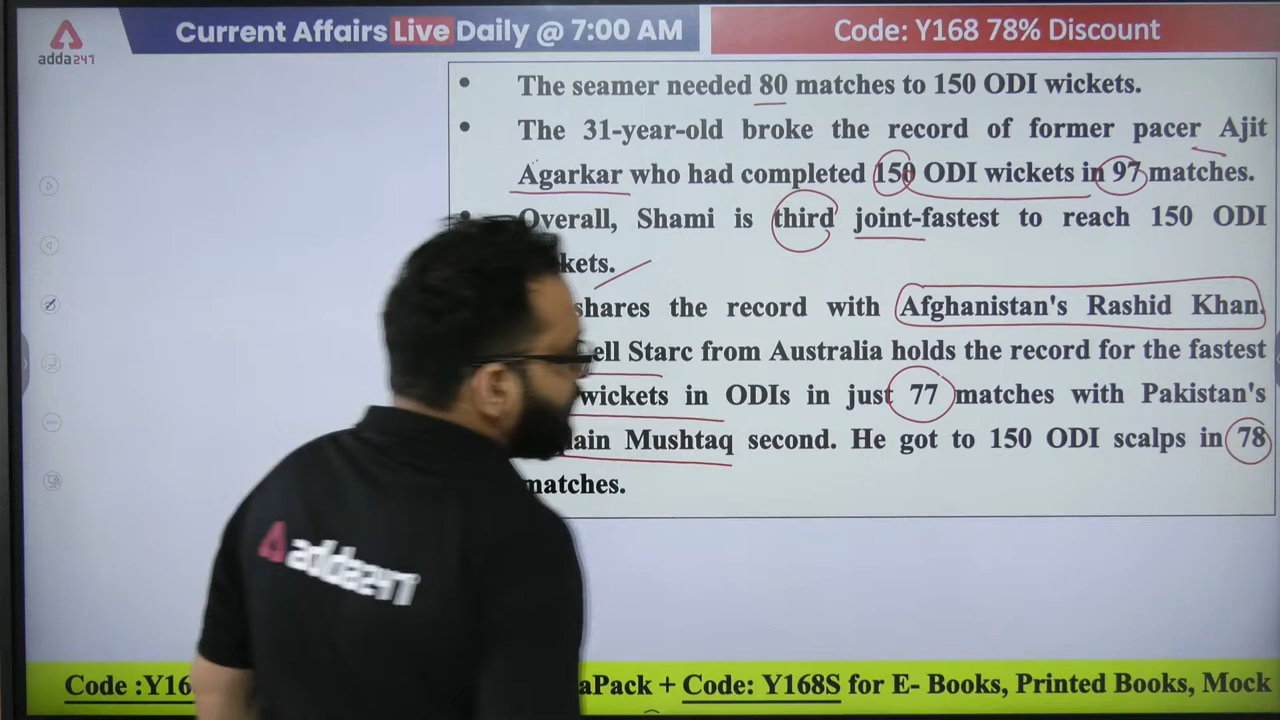 Current Affairs Live Daily @ 7:00 AM
Code: Y168 78% Discount
adda247
• The seamer needed 80 matches to 150 ODI wickets.
• The 31-year-old broke the record of former pacer Ajit
Agarkar who had completed 150 ODI wickets in 97 matches.
• Overall, Shami is third joint-fastest to reach 150 ODI
kets.
shares the record with Afghanistan's Rashid Khan.
ell Starc from Australia holds the record for the fastest
wickets in ODIs in just 77 matches with Pakistan's
lain Mushtaq second. He got to 150 ODI scalps in 78
matches.
adda247
Code :Y16
aPack + Code: Y168S for E- Books, Printed Books, Mock